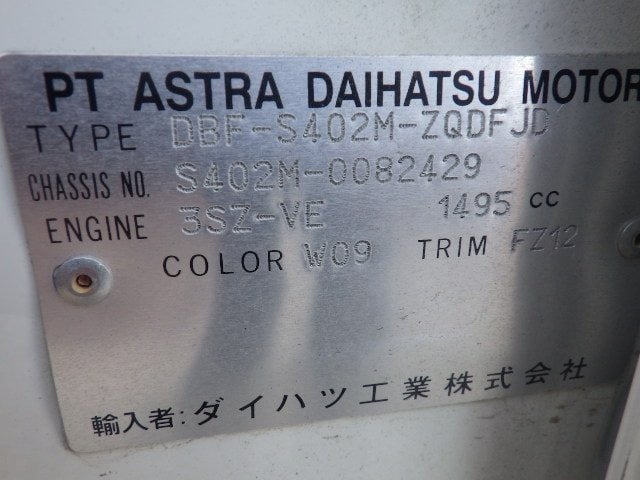 PT ASTRA DAIHATSU MOTOR
TYPE DBF-S402M-ZQDFJD
CHASSIS NO. S402M-0082429
ENGINE 3SZ-VE 1495 CC
COLOR W09 TRIM FZ12
輸入者:ダイハツ工業株式会社